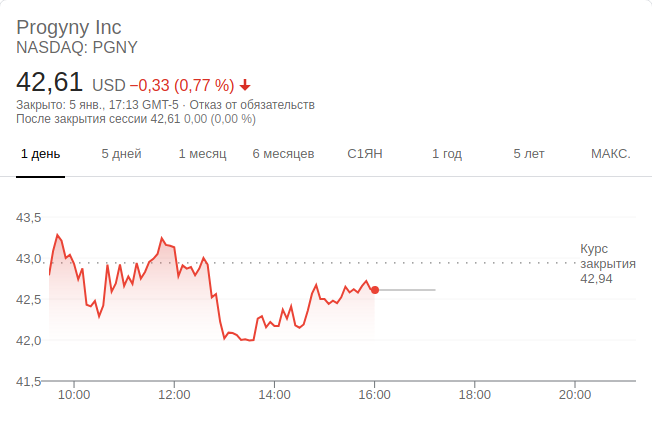 Progyny Inc
NASDAQ: PGNY
42,61 USD −0,33 (0,77 %)
Закрыто: 5 янв., 17:13 GMT-5 · Отказ от обязательств
После закрытия сессии 42,61 0,00 (0,00 %)
1 день 5 дней 1 месяц 6 месяцев С1ЯН 1 год 5 лет МАКС.
43,5
43,0
42,5
42,0
41,5
Курс
закрытия
42,94
10:00 12:00 14:00 16:00 18:00 20:00